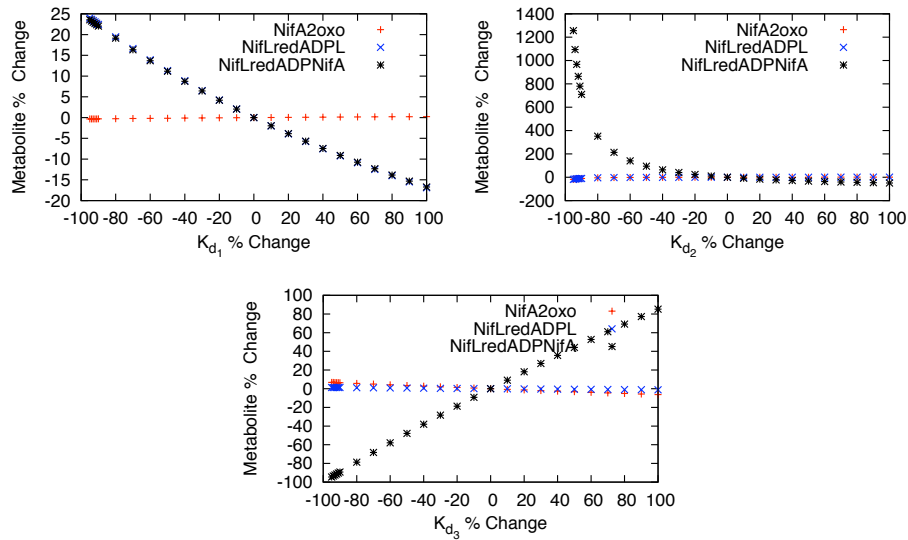 25
20
15
10
5
0
-5
-10
-15
-20
-100 -80 -60 -40 -20 0 20 40 60 80 100
Metabolite % Change
Kd1 % Change
NifA2oxo
NifLredADPL
NifLredADPNifA
1400
1200
1000
800
600
400
200
0
-200
-100 -80 -60 -40 -20 0 20 40 60 80 100
Metabolite % Change
Kd2 % Change
NifA2oxo
NifLredADPL
NifLredADPNifA
100
80
60
40
20
0
-20
-40
-60
-80
-100
-100 -80 -60 -40 -20 0 20 40 60 80 100
Metabolite % Change
Kd3 % Change
NifA2oxo
NifLredADPL
NifLredADPNifA